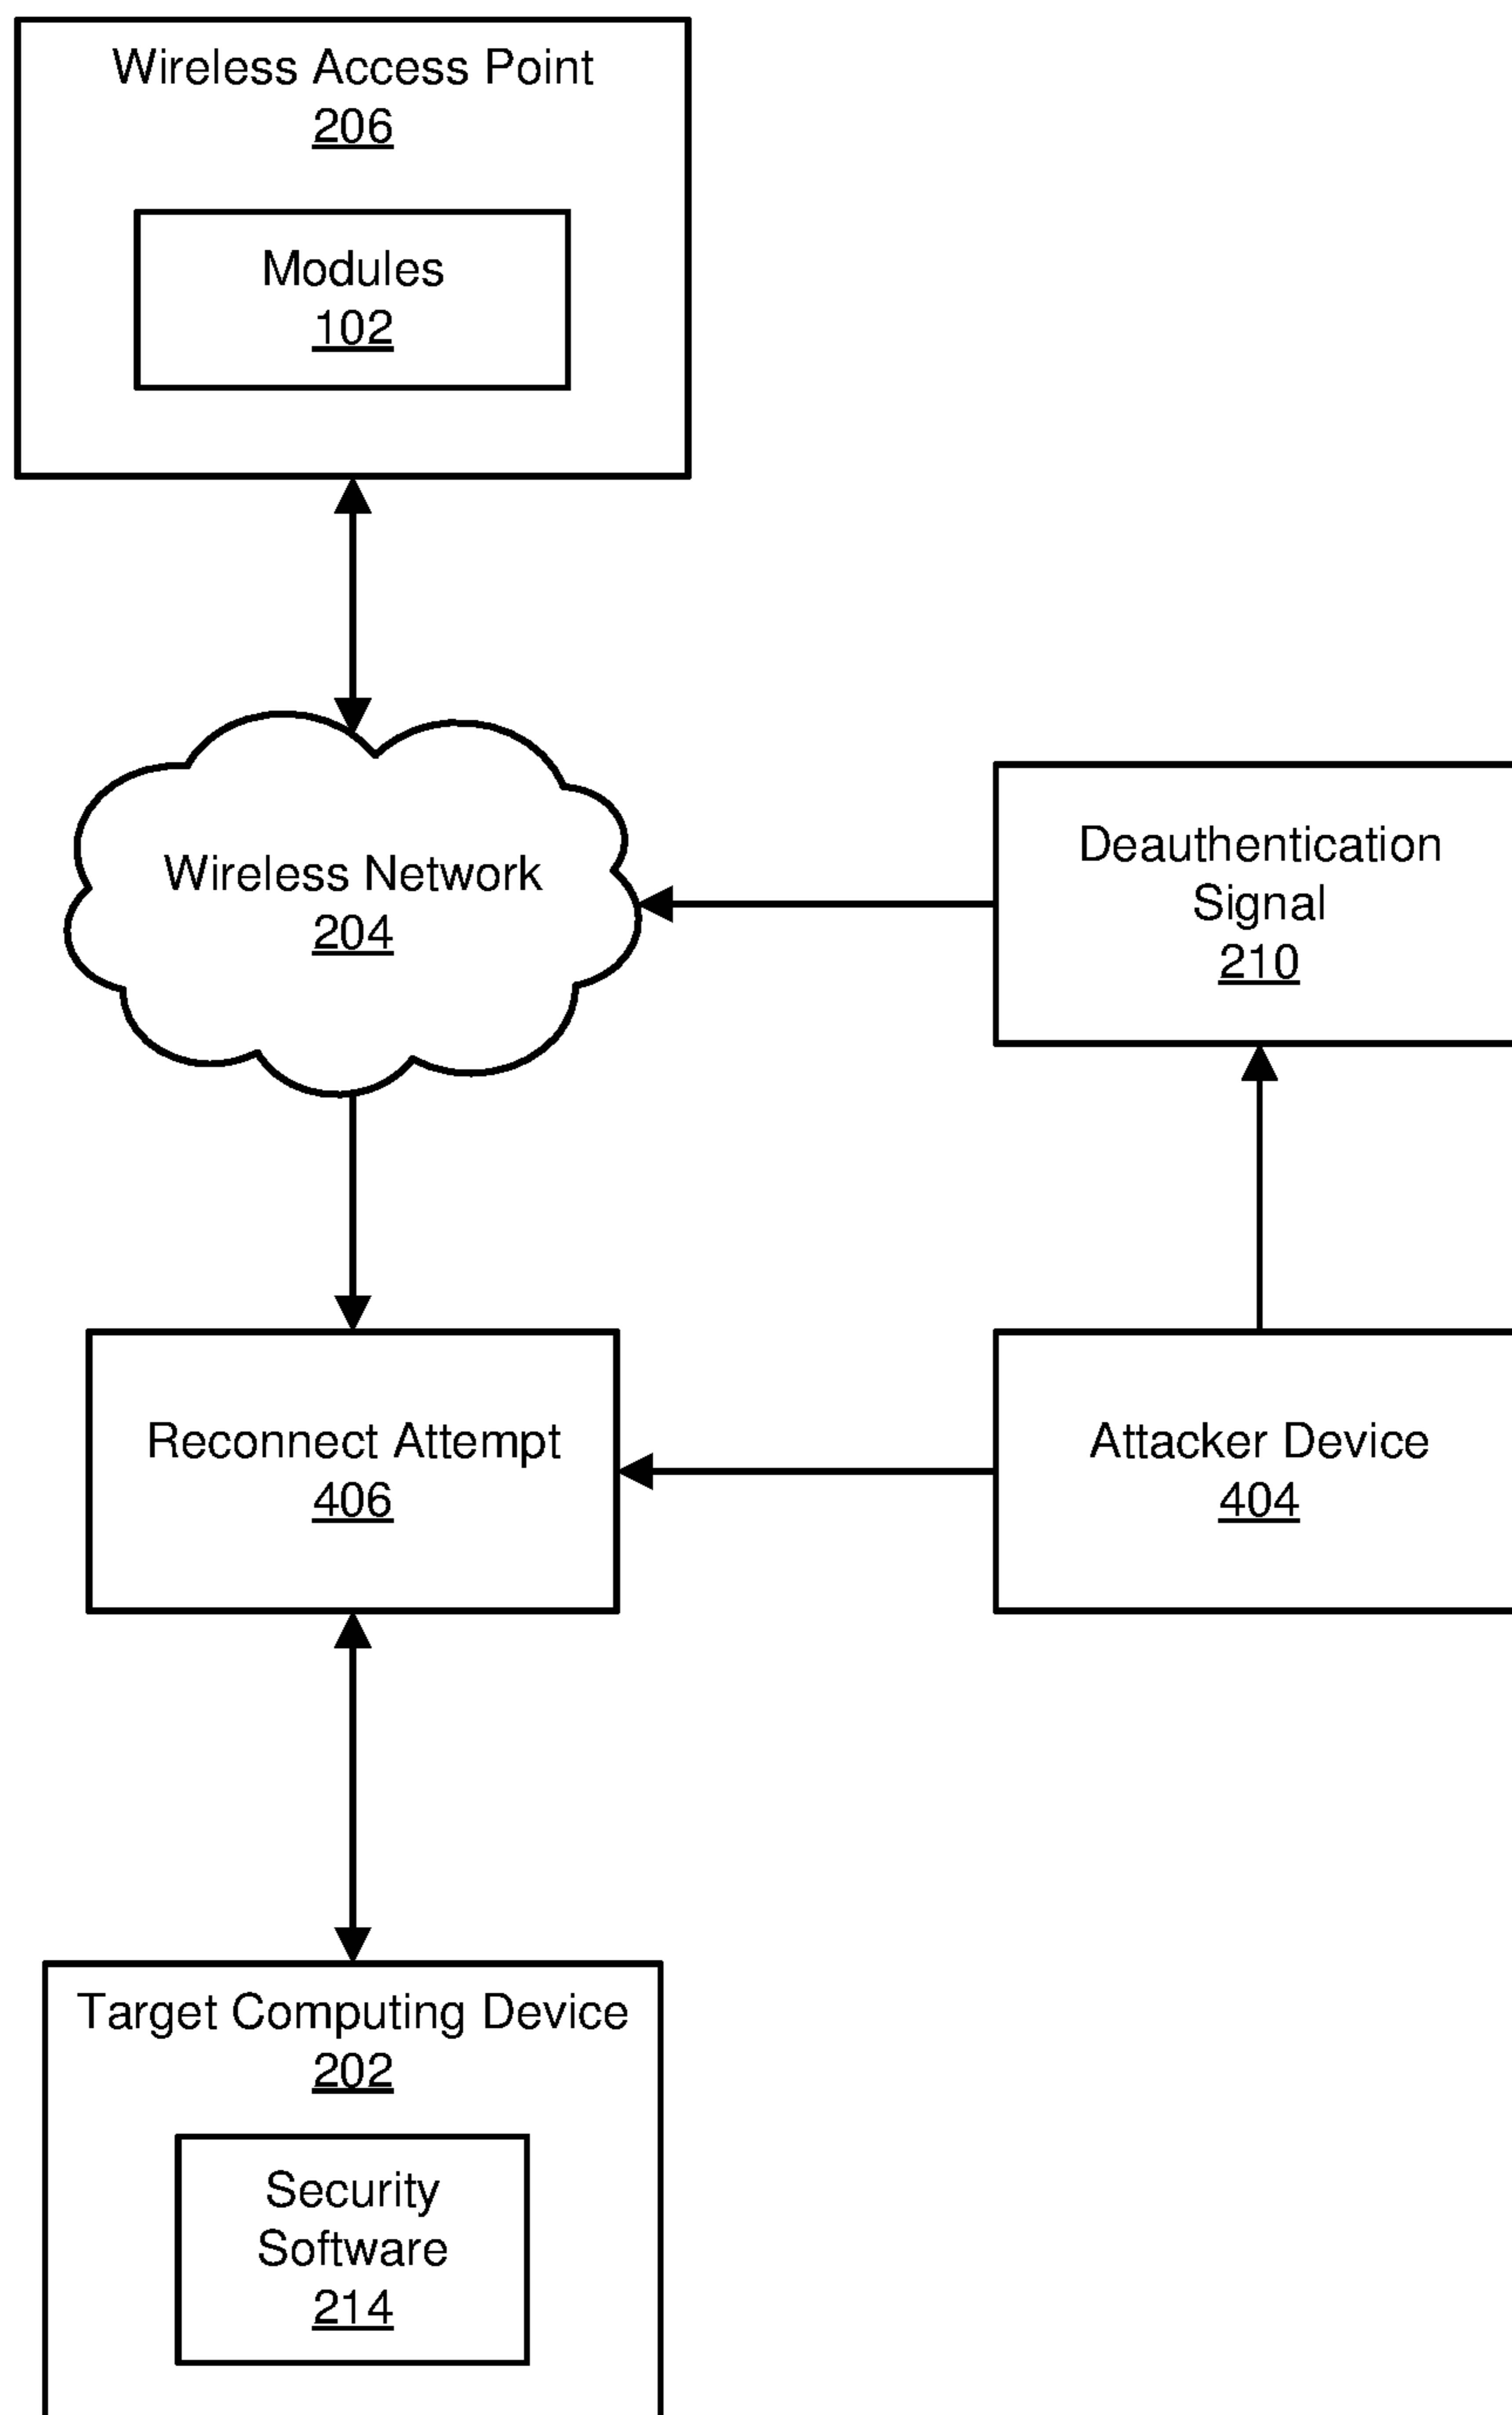 Wireless Access Point
206
Modules
102
Wireless Network
204
Deauthentication
Signal
210
Reconnect Attempt
406
Attacker Device
404
Target Computing Device
202
Security
Software
214